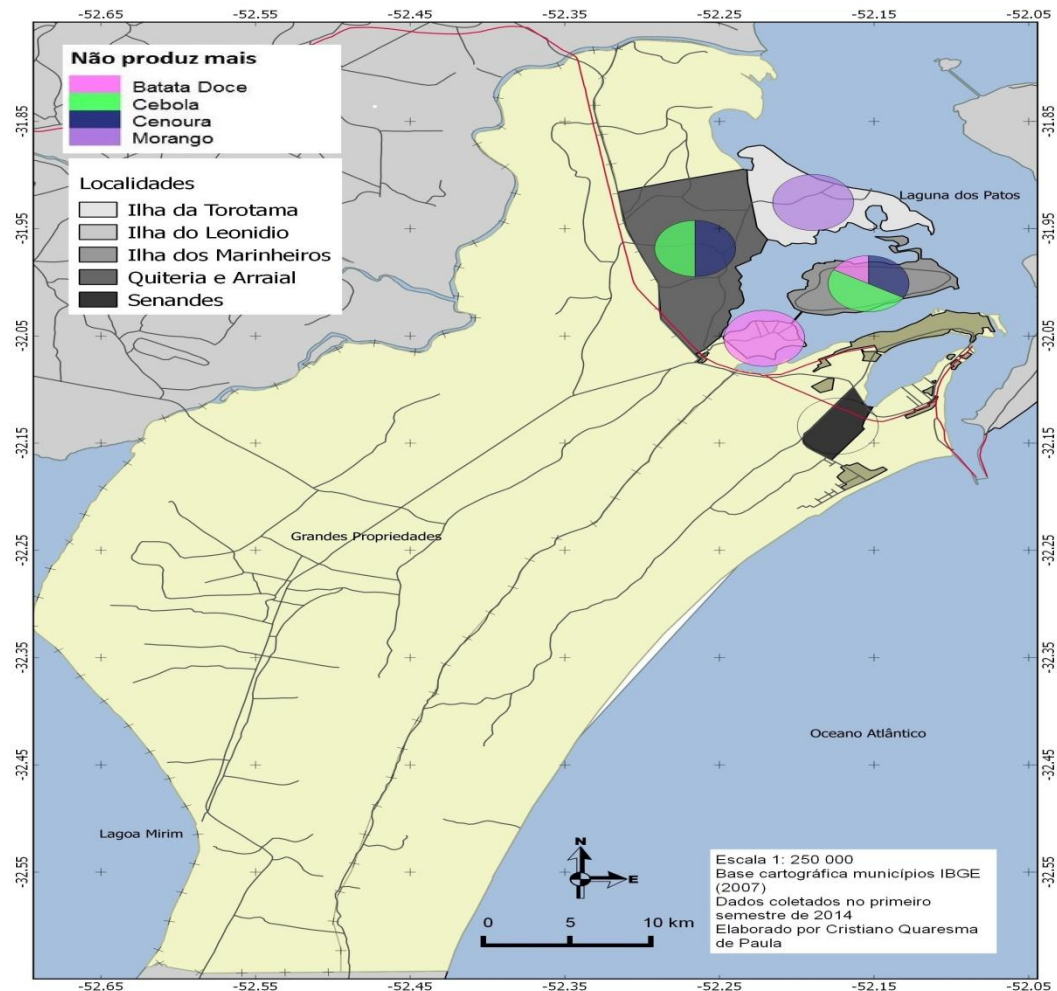 -52.65 -52.55 -52.45 -52.35 -52.25 -52.15 -52.05
Não produz mais
Batata Doce
Cebola
Cenoura
Morango
Localidades
Ilha da Torotama
Ilha do Leonidio
Ilha dos Marinheiros
Quiteria e Arraial
Senandes
Laguna dos Patos
Grandes Propriedades
Oceano Atlântico
Lagoa Mirim
N
E
0 5 10 km
Escala 1: 250 000
Base cartográfica municípios IBGE
(2007)
Dados coletados no primeiro
semestre de 2014
Elaborado por Cristiano Quaresma
de Paula
-31.85 -31.85
-31.95 -31.95
-32.05 -32.05
-32.15 -32.15
-32.25 -32.25
-32.35 -32.35
-32.45 -32.45
-32.55 -32.55
-52.65 -52.55 -52.45 -52.35 -52.25 -52.15 -52.05